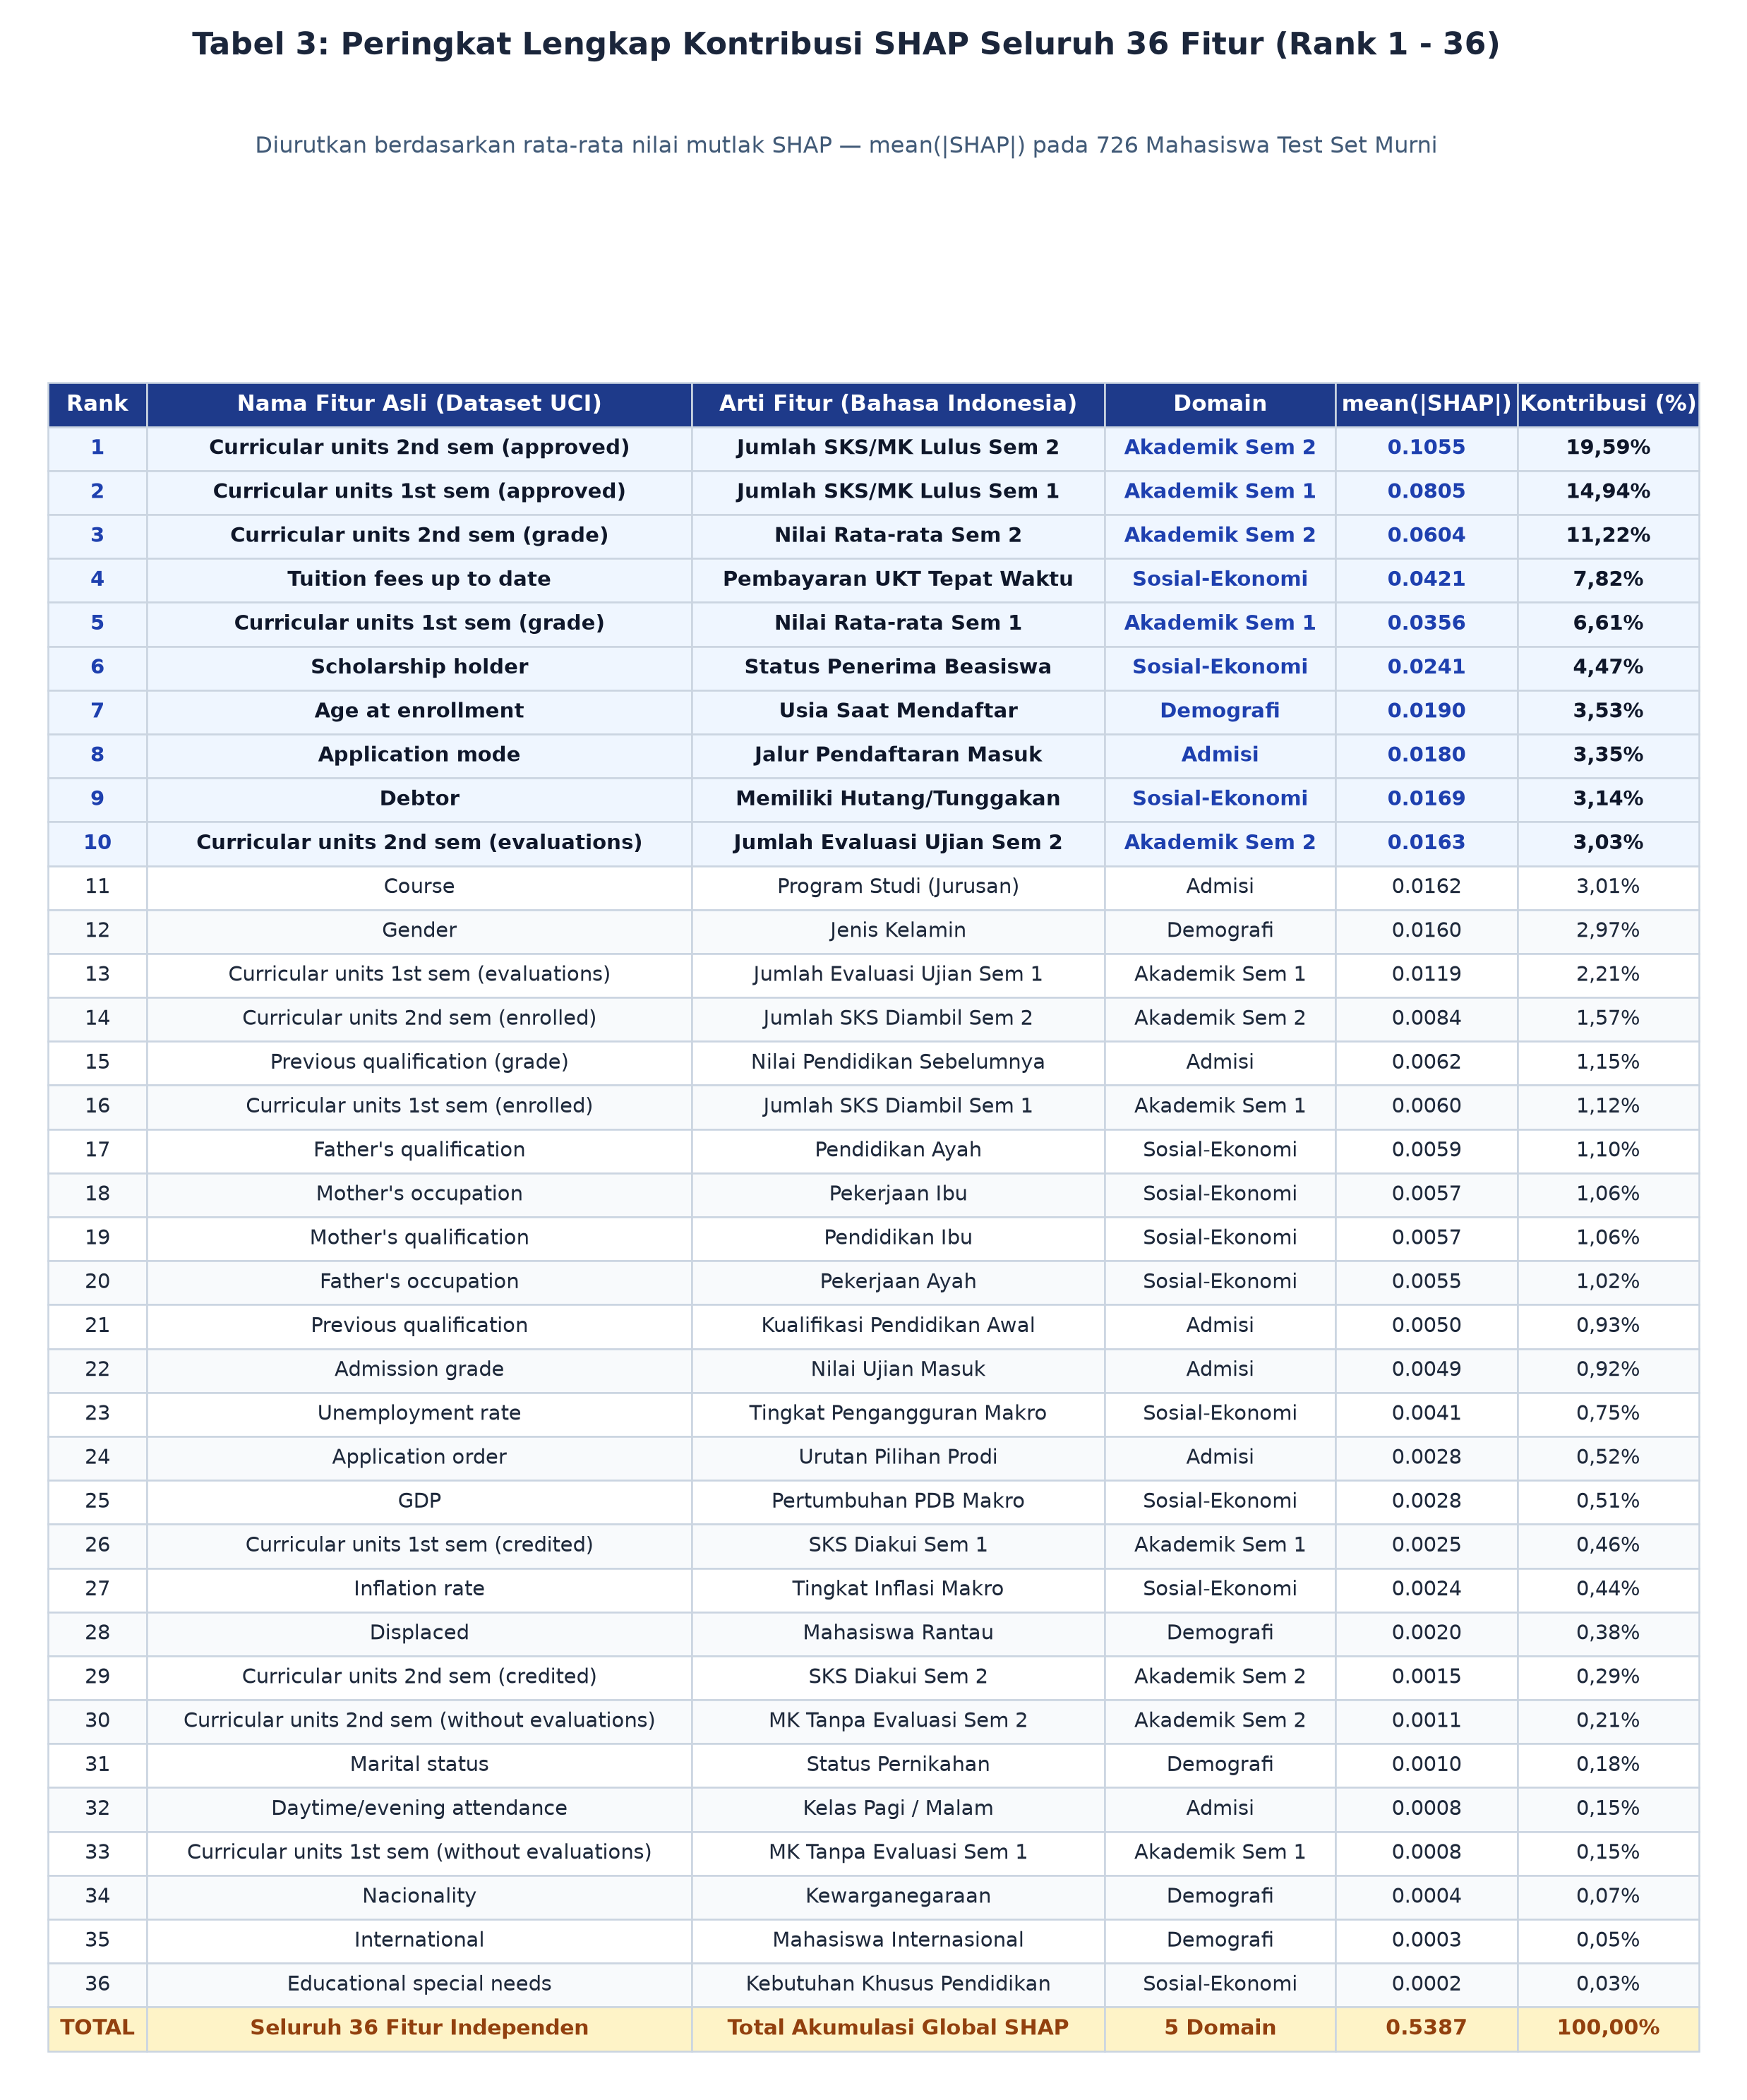 Tabel 3: Peringkat Lengkap Kontribusi SHAP Seluruh 36 Fitur (Rank 1 - 36)
Diurutkan berdasarkan rata-rata nilai mutlak SHAP — mean(|SHAP|) pada 726 Mahasiswa Test Set Murni
Rank Nama Fitur Asli (Dataset UCI) Arti Fitur (Bahasa Indonesia) Domain mean(|SHAP|) Kontribusi (%)
1 Curricular units 2nd sem (approved) Jumlah SKS/MK Lulus Sem 2 Akademik Sem 2 0.1055 19,59%
2 Curricular units 1st sem (approved) Jumlah SKS/MK Lulus Sem 1 Akademik Sem 1 0.0805 14,94%
3 Curricular units 2nd sem (grade) Nilai Rata-rata Sem 2 Akademik Sem 2 0.0604 11,22%
4 Tuition fees up to date Pembayaran UKT Tepat Waktu Sosial-Ekonomi 0.0421 7,82%
5 Curricular units 1st sem (grade) Nilai Rata-rata Sem 1 Akademik Sem 1 0.0356 6,61%
6 Scholarship holder Status Penerima Beasiswa Sosial-Ekonomi 0.0241 4,47%
7 Age at enrollment Usia Saat Mendaftar Demografi 0.0190 3,53%
8 Application mode Jalur Pendaftaran Masuk Admisi 0.0180 3,35%
9 Debtor Memiliki Hutang/Tunggakan Sosial-Ekonomi 0.0169 3,14%
10 Curricular units 2nd sem (evaluations) Jumlah Evaluasi Ujian Sem 2 Akademik Sem 2 0.0163 3,03%
11 Course Program Studi (Jurusan) Admisi 0.0162 3,01%
12 Gender Jenis Kelamin Demografi 0.0160 2,97%
13 Curricular units 1st sem (evaluations) Jumlah Evaluasi Ujian Sem 1 Akademik Sem 1 0.0119 2,21%
14 Curricular units 2nd sem (enrolled) Jumlah SKS Diambil Sem 2 Akademik Sem 2 0.0084 1,57%
15 Previous qualification (grade) Nilai Pendidikan Sebelumnya Admisi 0.0062 1,15%
16 Curricular units 1st sem (enrolled) Jumlah SKS Diambil Sem 1 Akademik Sem 1 0.0060 1,12%
17 Father's qualification Pendidikan Ayah Sosial-Ekonomi 0.0059 1,10%
18 Mother's occupation Pekerjaan Ibu Sosial-Ekonomi 0.0057 1,06%
19 Mother's qualification Pendidikan Ibu Sosial-Ekonomi 0.0057 1,06%
20 Father's occupation Pekerjaan Ayah Sosial-Ekonomi 0.0055 1,02%
21 Previous qualification Kualifikasi Pendidikan Awal Admisi 0.0050 0,93%
22 Admission grade Nilai Ujian Masuk Admisi 0.0049 0,92%
23 Unemployment rate Tingkat Pengangguran Makro Sosial-Ekonomi 0.0041 0,75%
24 Application order Urutan Pilihan Prodi Admisi 0.0028 0,52%
25 GDP Pertumbuhan PDB Makro Sosial-Ekonomi 0.0028 0,51%
26 Curricular units 1st sem (credited) SKS Diakui Sem 1 Akademik Sem 1 0.0025 0,46%
27 Inflation rate Tingkat Inflasi Makro Sosial-Ekonomi 0.0024 0,44%
28 Displaced Mahasiswa Rantau Demografi 0.0020 0,38%
29 Curricular units 2nd sem (credited) SKS Diakui Sem 2 Akademik Sem 2 0.0015 0,29%
30 Curricular units 2nd sem (without evaluations) MK Tanpa Evaluasi Sem 2 Akademik Sem 2 0.0011 0,21%
31 Marital status Status Pernikahan Demografi 0.0010 0,18%
32 Daytime/evening attendance Kelas Pagi / Malam Admisi 0.0008 0,15%
33 Curricular units 1st sem (without evaluations) MK Tanpa Evaluasi Sem 1 Akademik Sem 1 0.0008 0,15%
34 Nacionality Kewarganegaraan Demografi 0.0004 0,07%
35 International Mahasiswa Internasional Demografi 0.0003 0,05%
36 Educational special needs Kebutuhan Khusus Pendidikan Sosial-Ekonomi 0.0002 0,03%
TOTAL Seluruh 36 Fitur Independen Total Akumulasi Global SHAP 5 Domain 0.5387 100,00%